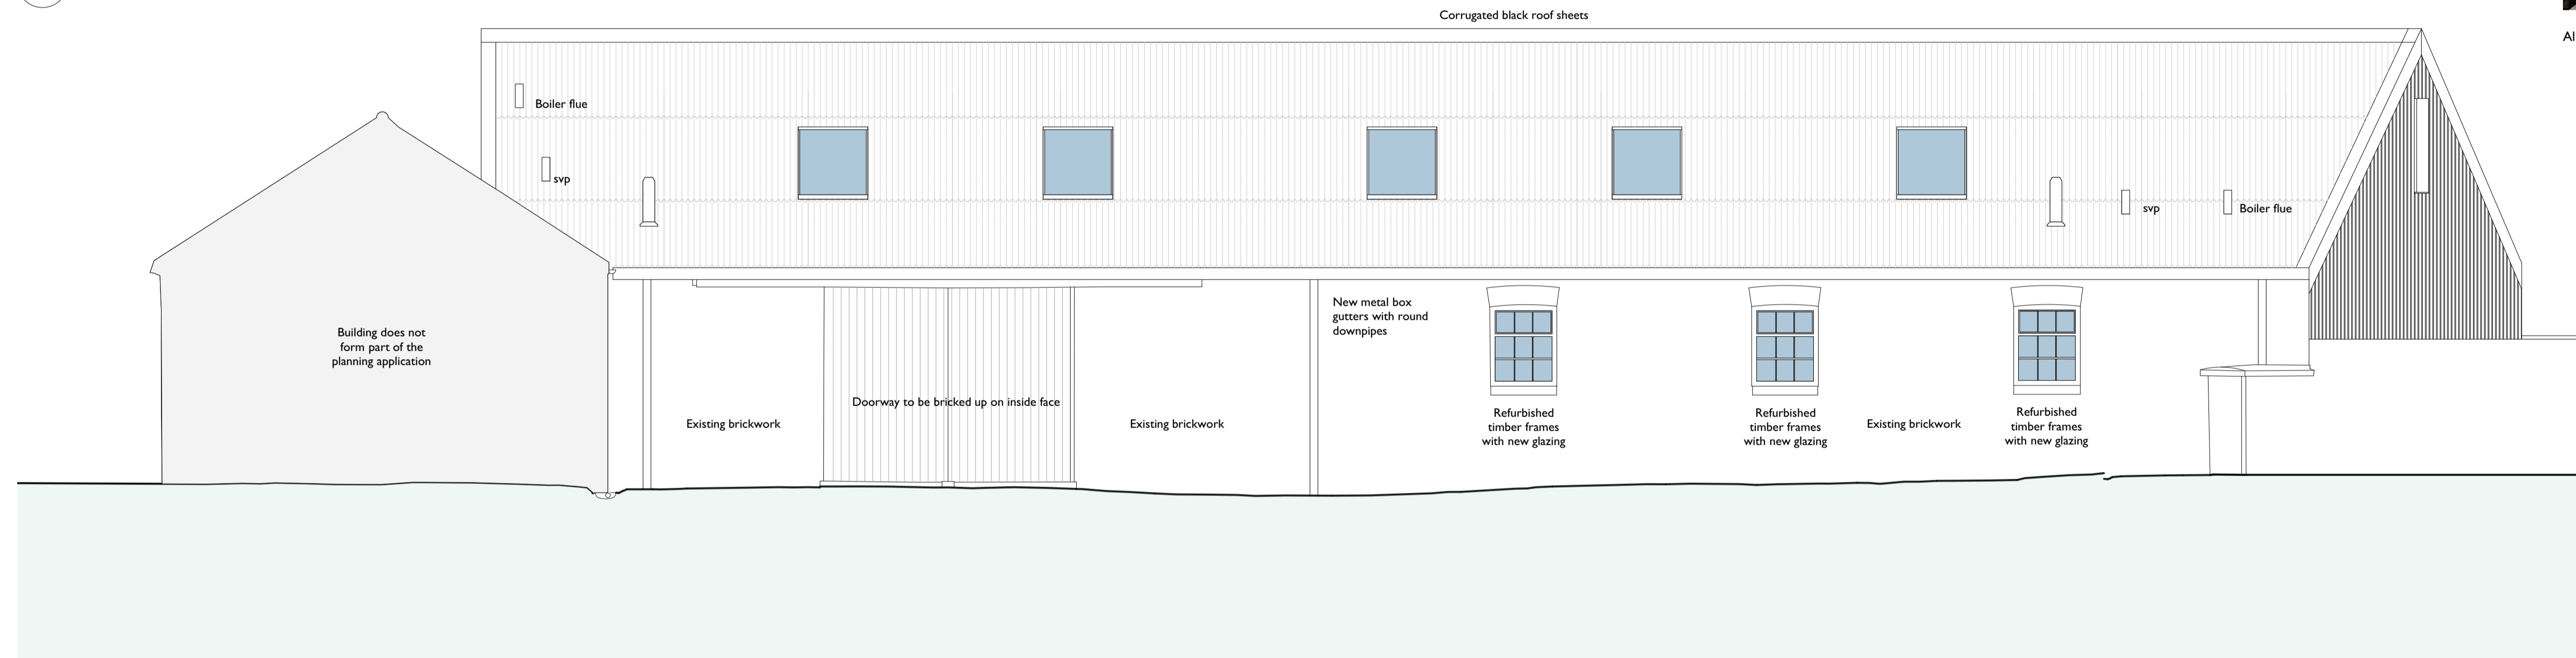 Corrugated black roof sheets
Al
Boiler flue
svp
svp
Boiler flue
Building does not
form part of the
planning application
New metal box
gutters with round
downpipes
Doorway to be bricked up on inside face
Existing brickwork
Existing brickwork
Refurbished
timber frames
with new glazing
Refurbished
timber frames
with new glazing
Existing brickwork
Refurbished
timber frames
with new glazing